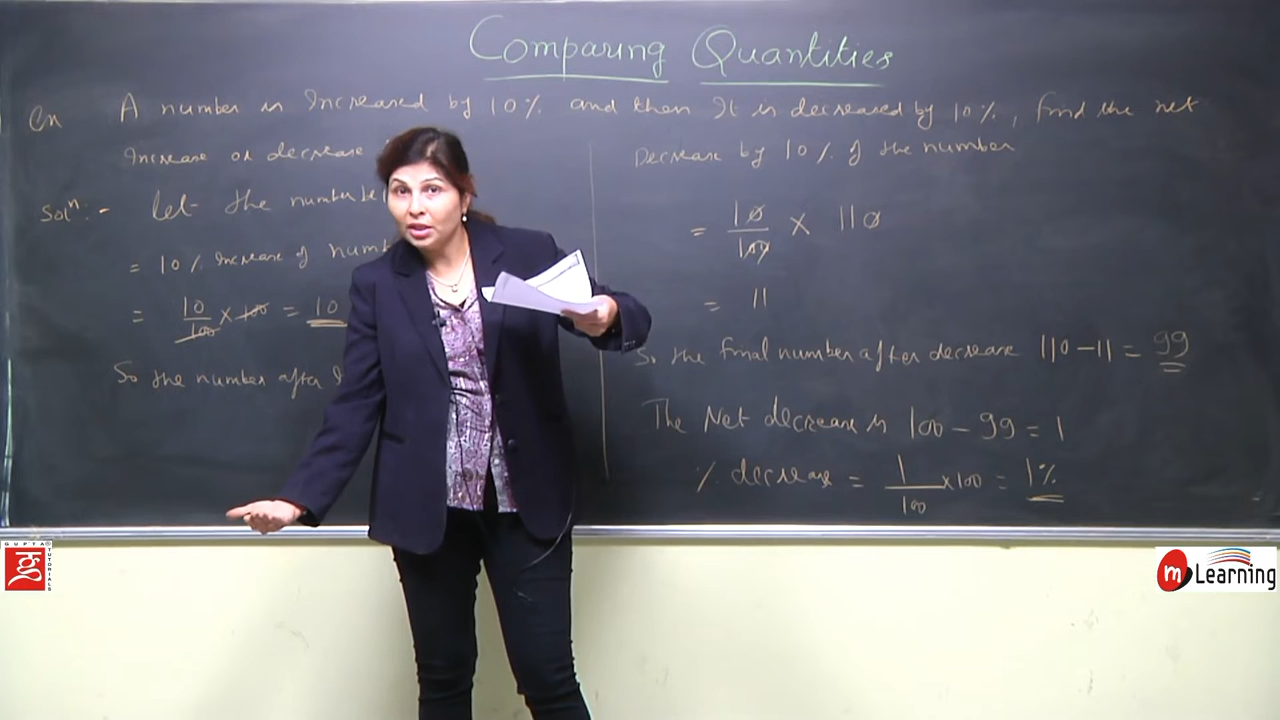 Comparing Quantities
Ex A number is Increased by 10% and then It is decreased by 10%, find the net
Increase or decrease
Solⁿ:- let the number be
= 10% Increase of num
= 10/100 × 100 = 10
So the number after I
Decrease by 10% of the number
= 10/100 × 110
= 11
So the final number after decrease 110 - 11 = 99
The Net decrease is 100 - 99 = 1
% decrease = 1/100 × 100 = 1%
GUPTA TUTORIALS
m Learning